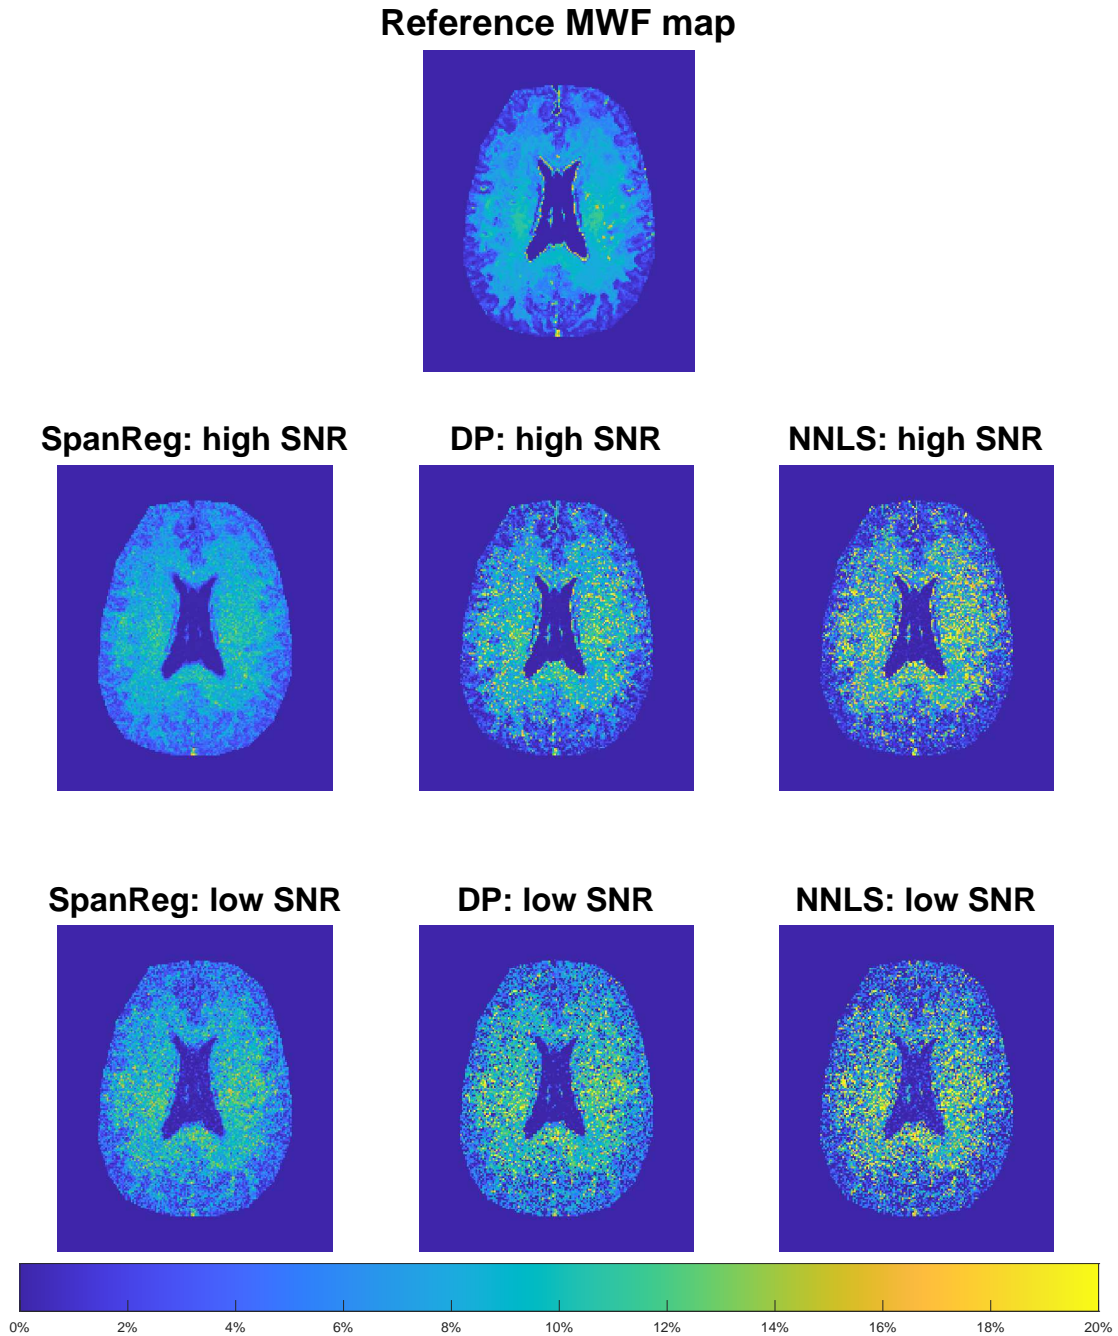 Reference MWF map
SpanReg: high SNR DP: high SNR NNLS: high SNR
SpanReg: low SNR DP: low SNR NNLS: low SNR
0% 2% 4% 6% 8% 10% 12% 14% 16% 18% 20%